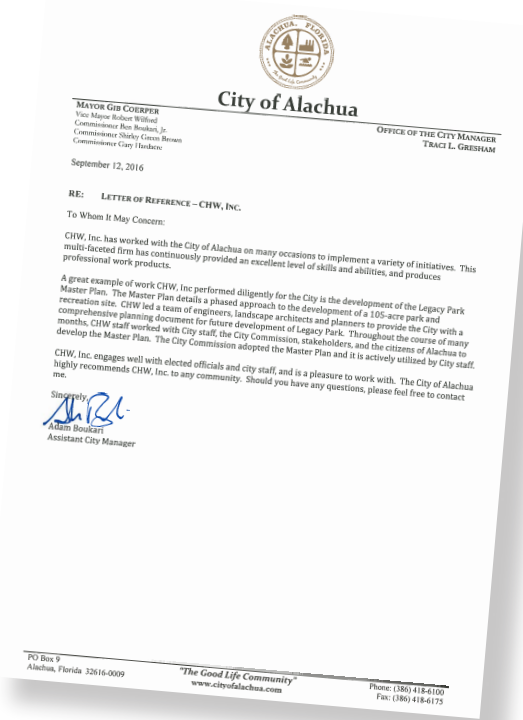 ALACHUA, FLORIDA
The Good Life Community
City of Alachua
MAYOR GIB COERPER
Vice Mayor Robert Wilford
Commissioner Ben Boukari, Jr.
Commissioner Shirley Green Brown
Commissioner Gary Hardacre
OFFICE OF THE CITY MANAGER
TRACI L. GRESHAM
September 12, 2016
RE: LETTER OF REFERENCE – CHW, INC.
To Whom It May Concern:
CHW, Inc. has worked with the City of Alachua on many occasions to implement a variety of initiatives. This
multi-faceted firm has continuously provided an excellent level of skills and abilities, and produces
professional work products.
A great example of work CHW, Inc performed diligently for the City is the development of the Legacy Park
Master Plan. The Master Plan details a phased approach to the development of a 105-acre park and
recreation site. CHW led a team of engineers, landscape architects and planners to provide the City with a
comprehensive planning document for future development of Legacy Park. Throughout the course of many
months, CHW staff worked with City staff, the City Commission, stakeholders, and the citizens of Alachua to
develop the Master Plan. The City Commission adopted the Master Plan and it is actively utilized by City staff.
CHW, Inc. engages well with elected officials and city staff, and is a pleasure to work with. The City of Alachua
highly recommends CHW, Inc. to any community. Should you have any questions, please feel free to contact
me.
Sincerely,
Adam Boukari
Assistant City Manager
PO Box 9
Alachua, Florida 32616-0009
"The Good Life Community"
www.cityofalachua.com
Phone: (386) 418-6100
Fax: (386) 418-6175